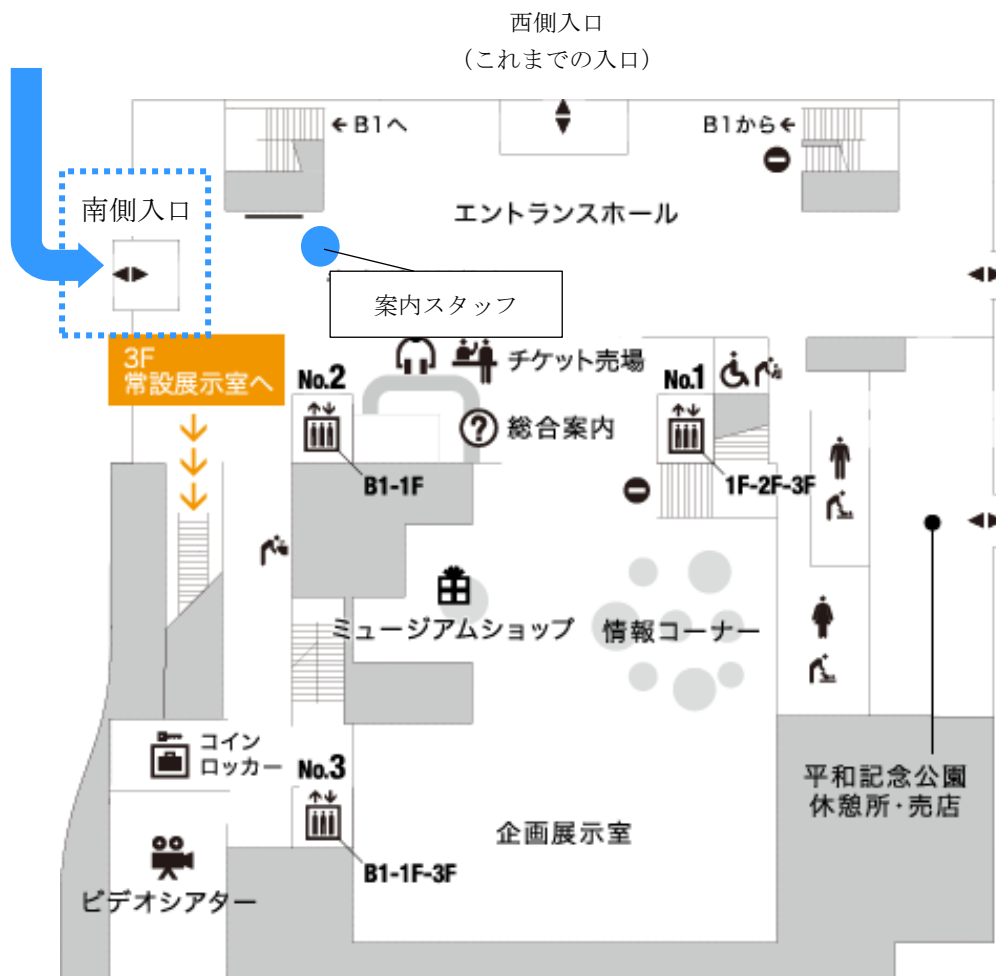 西側入口
（これまでの入口）
←B1へ
B1から←
南側入口
エントランスホール
案内スタッフ
3F
常設展示室へ
No.2
チケット売場
No.1
?
総合案内
B1-1F
1F-2F-3F
ミュージアムショップ
情報コーナー
コイン
ロッカー
No.3
平和記念公園
休憩所・売店
企画展示室
B1-1F-3F
ビデオシアター